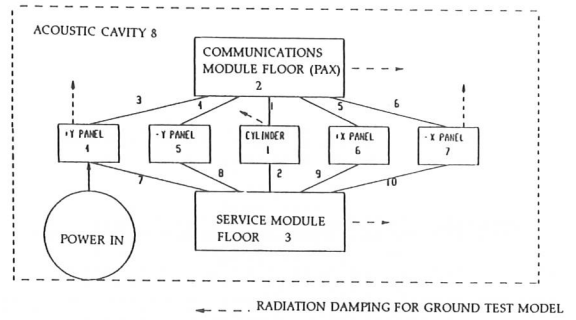 ACOUSTIC CAVITY 8
COMMUNICATIONS
MODULE FLOOR (PAX)
2
3
4
1
5
6
+Y PANEL
4
-Y PANEL
5
CYLINDER
1
+X PANEL
6
-X PANEL
7
7
8
2
9
10
POWER IN
SERVICE MODULE
FLOOR 3
RADIATION DAMPING FOR GROUND TEST MODEL